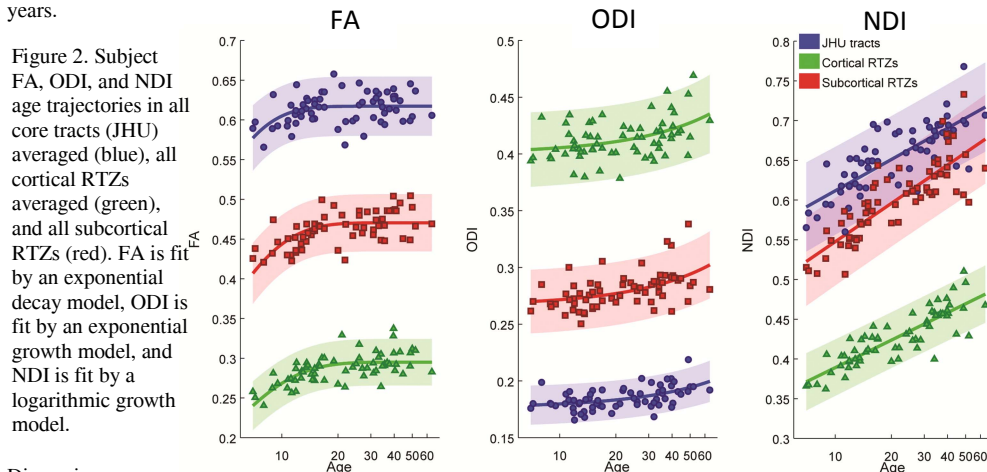 years.
Figure 2. Subject
FA, ODI, and NDI
age trajectories in all
core tracts (JHU)
averaged (blue), all
cortical RTZs
averaged (green),
and all subcortical
RTZs (red). FA is fit
by an exponential
decay model, ODI is
fit by an exponential
growth model, and
NDI is fit by a
logarithmic growth
model.
FA
0.7
0.65
0.6
0.55
0.5
0.45
0.4
0.35
0.3
0.25
0.2
FA
10 20 30 40 50 60
Age
ODI
0.5
0.45
0.4
0.35
0.3
0.25
0.2
0.15
ODI
10 20 30 40 50 60
Age
NDI
JHU tracts
Cortical RTZs
Subcortical RTZs
0.8
0.7
0.65
0.6
0.55
0.5
0.45
0.4
0.3
NDI
10 20 30 40 50 60
Age